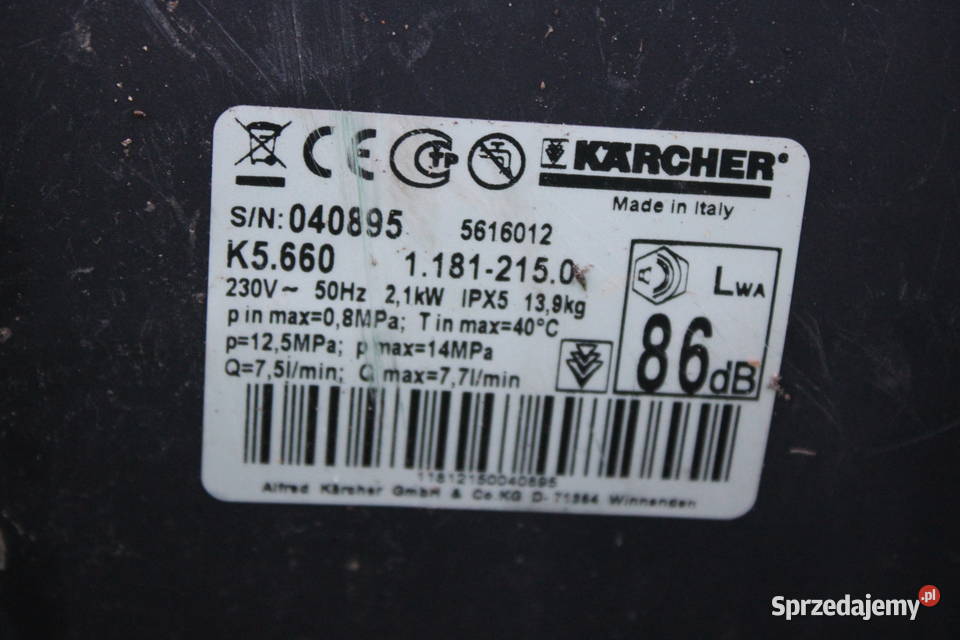 CE
KÄRCHER
Made in Italy
S/N: 040895 5616012
K5.660 1.181-215.0
230V~ 50Hz 2,1kW IPX5 13,9kg
p in max=0,8MPa; T in max=40°C
p=12,5MPa; p max=14MPa
Q=7,5l/min; Q max=7,7l/min
LWA
86dB
11812150040895
Alfred Kärcher GmbH & Co.KG D-71364 Winnenden
Sprzedajemy.pl